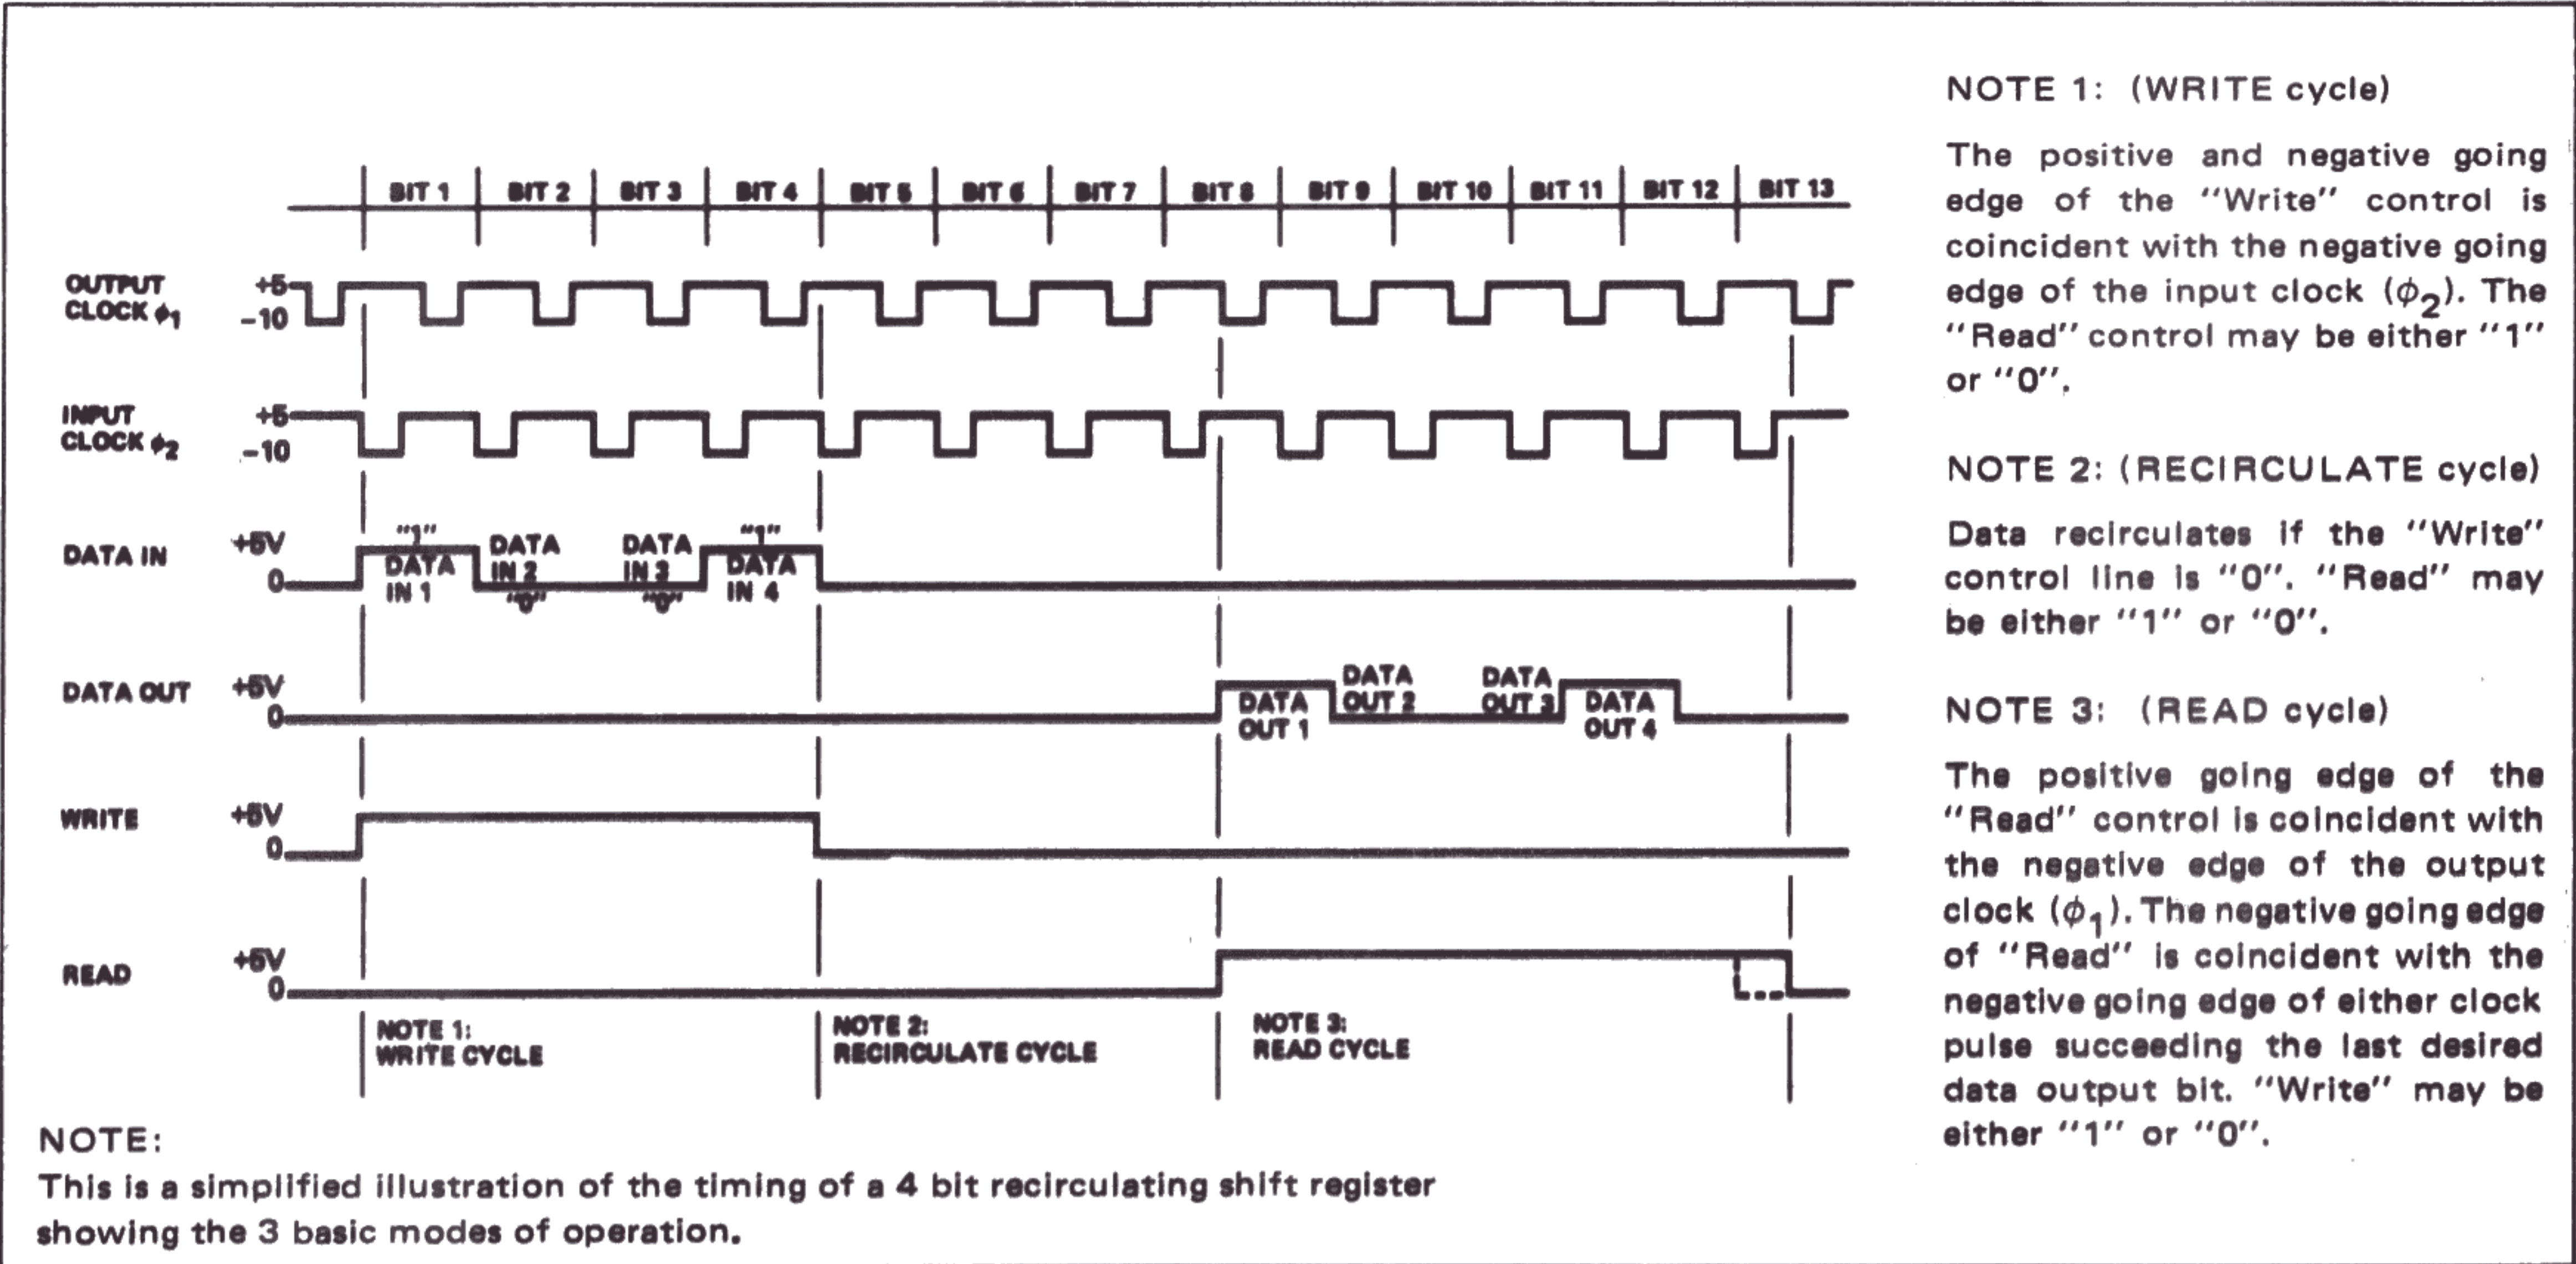 BIT 1 BIT 2 BIT 3 BIT 4 BIT 5 BIT 6 BIT 7 BIT 8 BIT 9 BIT 10 BIT 11 BIT 12 BIT 13
OUTPUT +5
CLOCK ϕ1 -10
INPUT +5
CLOCK ϕ2 -10
DATA IN
+5V
0
"1"
DATA
IN 1
DATA
IN 2
"0"
DATA
IN 3
"0"
"1"
DATA
IN 4
DATA OUT
+5V
0
DATA
OUT 1
DATA
OUT 2
DATA
OUT 3
DATA
OUT 4
WRITE
+5V
0
READ
+5V
0
NOTE 1:
WRITE CYCLE
NOTE 2:
RECIRCULATE CYCLE
NOTE 3:
READ CYCLE
NOTE:
This is a simplified illustration of the timing of a 4 bit recirculating shift register
showing the 3 basic modes of operation.
NOTE 1: (WRITE cycle)
The positive and negative going
edge of the "Write" control is
coincident with the negative going
edge of the input clock (ϕ2). The
"Read" control may be either "1"
or "0".
NOTE 2: (RECIRCULATE cycle)
Data recirculates if the "Write"
control line is "0". "Read" may
be either "1" or "0".
NOTE 3: (READ cycle)
The positive going edge of the
"Read" control is coincident with
the negative edge of the output
clock (ϕ1). The negative going edge
of "Read" is coincident with the
negative going edge of either clock
pulse succeeding the last desired
data output bit. "Write" may be
either "1" or "0".